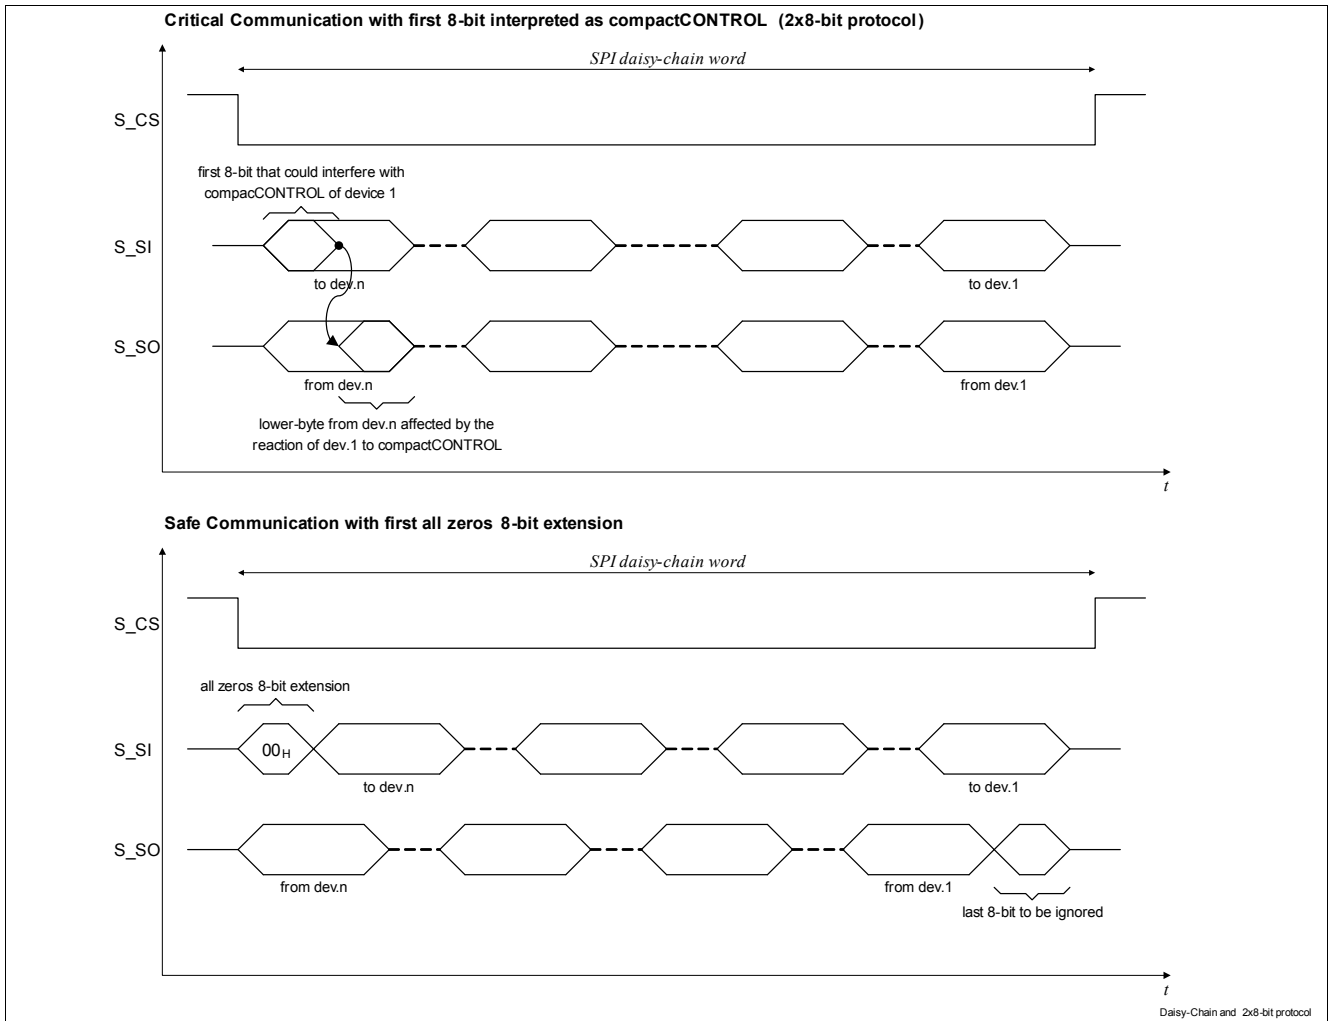 Critical Communication with first 8-bit interpreted as compactCONTROL (2x8-bit protocol)
SPI daisy-chain word
S_CS
first 8-bit that could interfere with
compacCONTROL of device 1
S_SI
to dev.n
to dev.1
S_SO
from dev.n
from dev.1
lower-byte from dev.n affected by the
reaction of dev.1 to compactCONTROL
t
Safe Communication with first all zeros 8-bit extension
SPI daisy-chain word
S_CS
all zeros 8-bit extension
S_SI
00H
to dev.n
to dev.1
S_SO
from dev.n
from dev.1
last 8-bit to be ignored
t
Daisy-Chain and 2x8-bit protocol